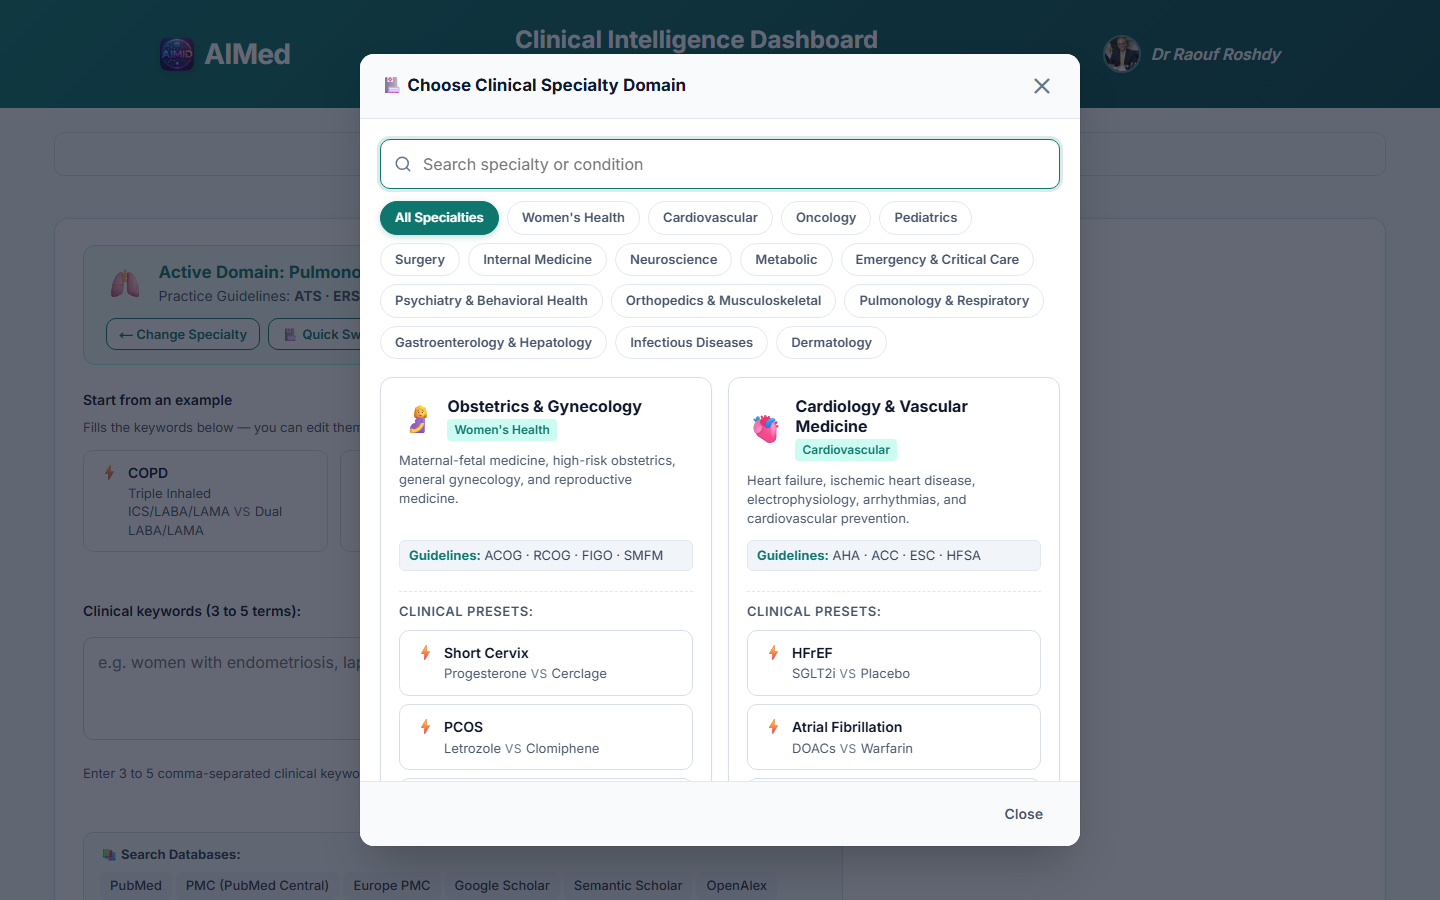 AIMed
Clinical Intelligence Dashboard
Dr Raouf Roshdy
Choose Clinical Specialty Domain
Search specialty or condition
All Specialties
Women's Health
Cardiovascular
Oncology
Pediatrics
Surgery
Internal Medicine
Neuroscience
Metabolic
Emergency & Critical Care
Psychiatry & Behavioral Health
Orthopedics & Musculoskeletal
Pulmonology & Respiratory
Gastroenterology & Hepatology
Infectious Diseases
Dermatology
Obstetrics & Gynecology
Women's Health
Maternal-fetal medicine, high-risk obstetrics,
general gynecology, and reproductive
medicine.
Guidelines: ACOG · RCOG · FIGO · SMFM
CLINICAL PRESETS:
Short Cervix
Progesterone VS Cerclage
PCOS
Letrozole VS Clomiphene
Cardiology & Vascular
Medicine
Cardiovascular
Heart failure, ischemic heart disease,
electrophysiology, arrhythmias, and
cardiovascular prevention.
Guidelines: AHA · ACC · ESC · HFSA
CLINICAL PRESETS:
HFrEF
SGLT2i VS Placebo
Atrial Fibrillation
DOACs VS Warfarin
Close
Active Domain: Pulmono
Practice Guidelines: ATS · ERS
← Change Specialty
Quick Sw
Start from an example
Fills the keywords below — you can edit them
COPD
Triple Inhaled
ICS/LABA/LAMA VS Dual
LABA/LAMA
Clinical keywords (3 to 5 terms):
e.g. women with endometriosis, lap
Enter 3 to 5 comma-separated clinical keywo
Search Databases:
PubMed
PMC (PubMed Central)
Europe PMC
Google Scholar
Semantic Scholar
OpenAlex